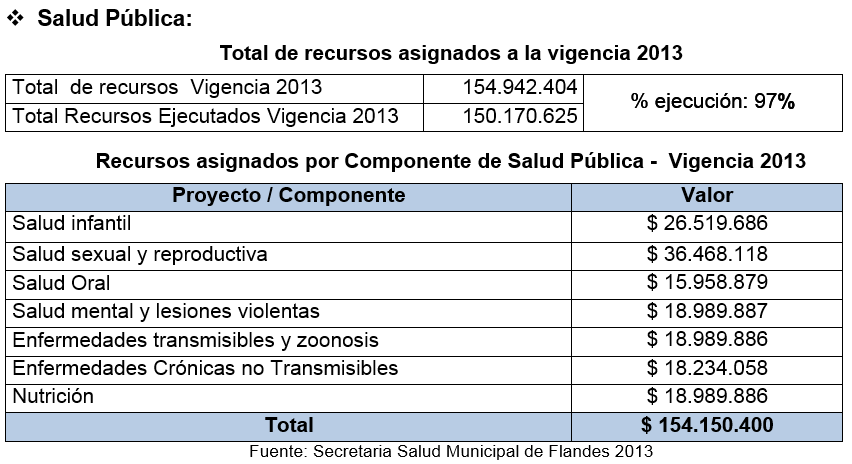 ❖ Salud Pública:
Total de recursos asignados a la vigencia 2013
Total de recursos Vigencia 2013 154.942.404
% ejecución: 97%
Total Recursos Ejecutados Vigencia 2013 150.170.625
Recursos asignados por Componente de Salud Pública - Vigencia 2013
Proyecto / Componente Valor
Salud infantil $ 26.519.686
Salud sexual y reproductiva $ 36.468.118
Salud Oral $ 15.958.879
Salud mental y lesiones violentas $ 18.989.887
Enfermedades transmisibles y zoonosis $ 18.989.886
Enfermedades Crónicas no Transmisibles $ 18.234.058
Nutrición $ 18.989.886
Total $ 154.150.400
Fuente: Secretaria Salud Municipal de Flandes 2013